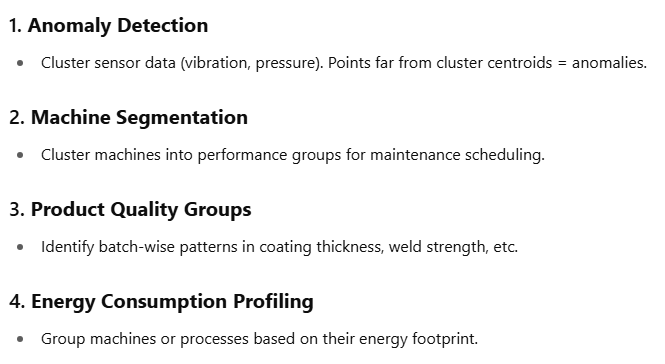 1. Anomaly Detection
• Cluster sensor data (vibration, pressure). Points far from cluster centroids = anomalies.
2. Machine Segmentation
• Cluster machines into performance groups for maintenance scheduling.
3. Product Quality Groups
• Identify batch-wise patterns in coating thickness, weld strength, etc.
4. Energy Consumption Profiling
• Group machines or processes based on their energy footprint.